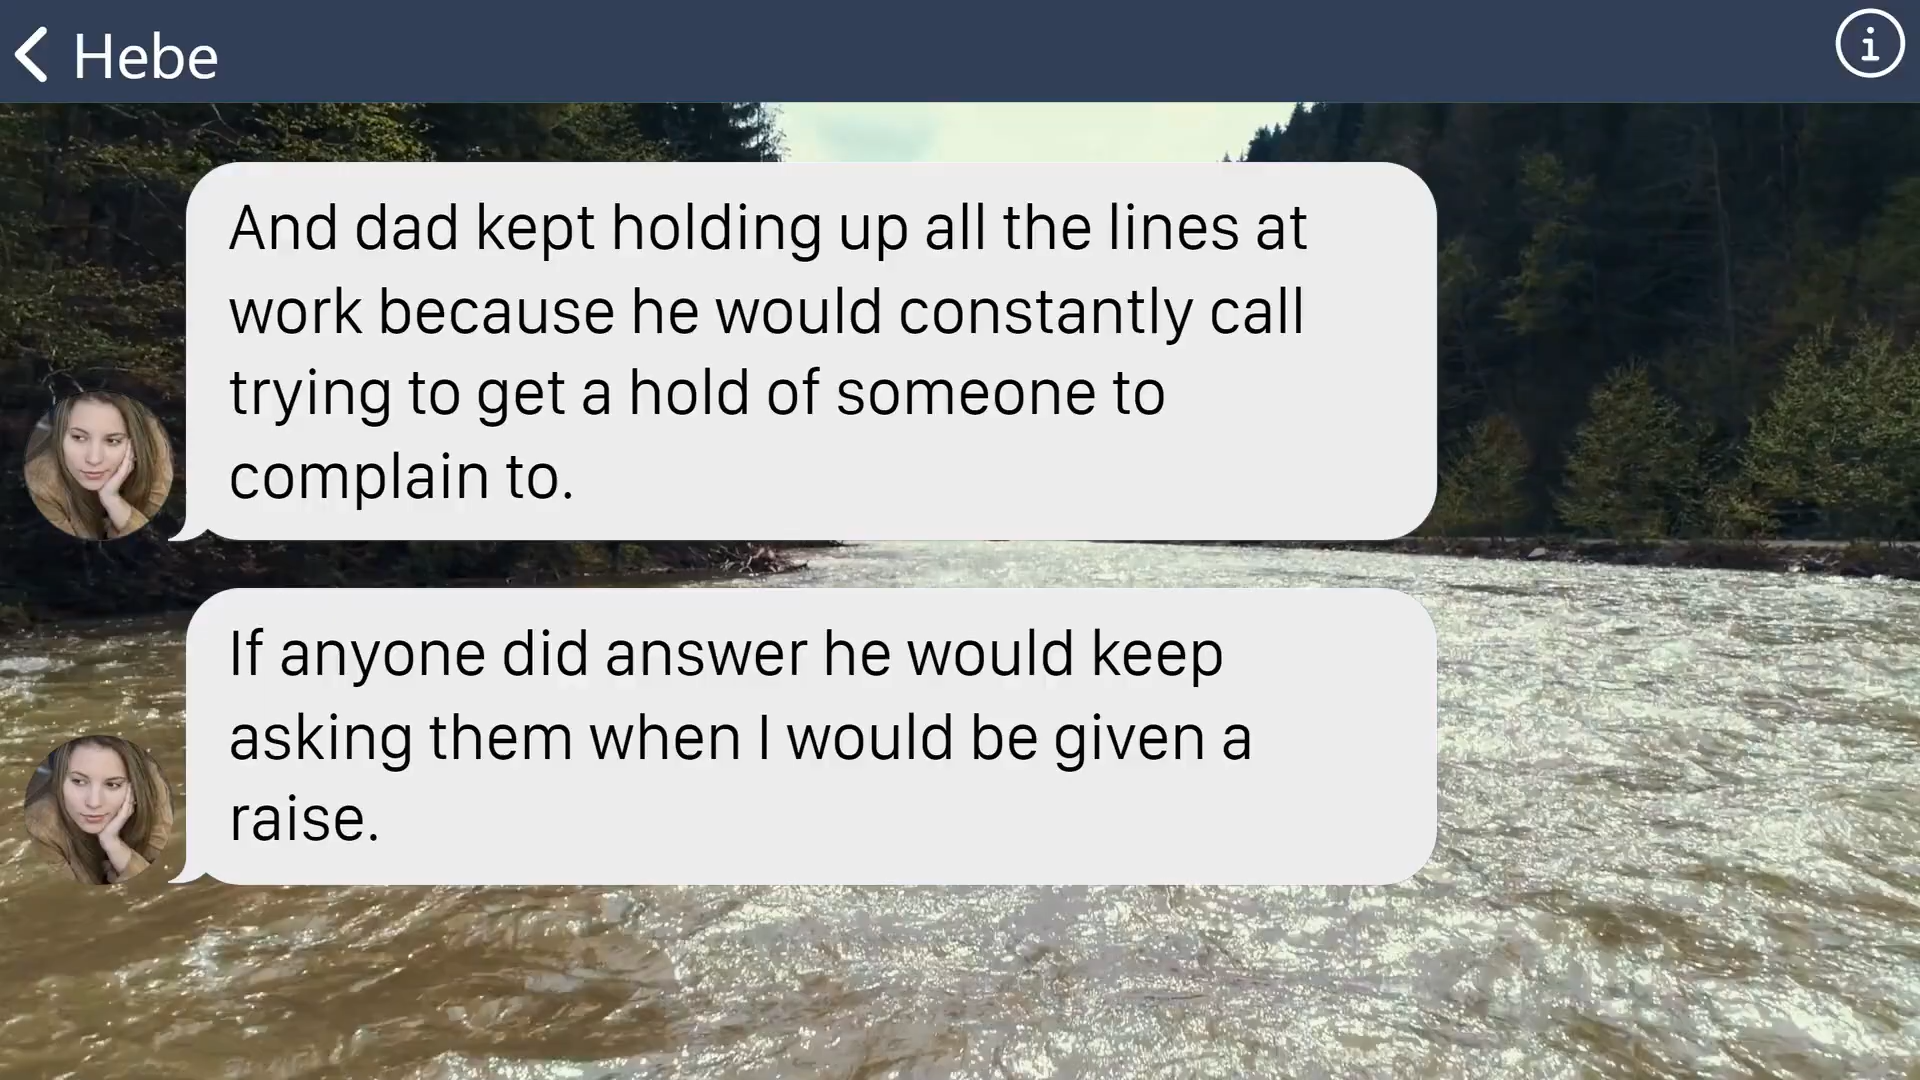 Hebe
And dad kept holding up all the lines at
work because he would constantly call
trying to get a hold of someone to
complain to.
If anyone did answer he would keep
asking them when I would be given a
raise.